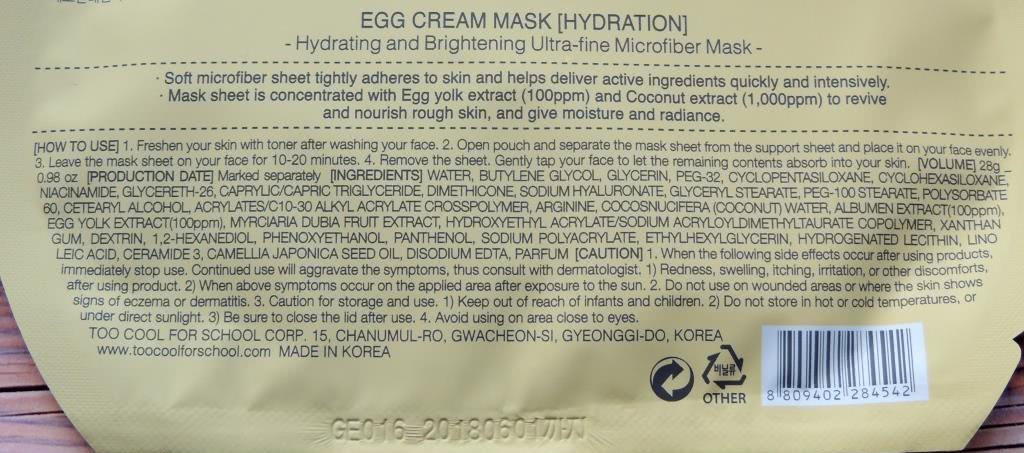 EGG CREAM MASK [HYDRATION]
- Hydrating and Brightening Ultra-fine Microfiber Mask -
· Soft microfiber sheet tightly adheres to skin and helps deliver active ingredients quickly and intensively.
· Mask sheet is concentrated with Egg yolk extract (100ppm) and Coconut extract (1,000ppm) to revive
and nourish rough skin, and give moisture and radiance.
[HOW TO USE] 1. Freshen your skin with toner after washing your face. 2. Open pouch and separate the mask sheet from the support sheet and place it on your face evenly.
3. Leave the mask sheet on your face for 10-20 minutes. 4. Remove the sheet. Gently tap your face to let the remaining contents absorb into your skin. [VOLUME] 28g _
0.98 oz [PRODUCTION DATE] Marked separately [INGREDIENTS] WATER, BUTYLENE GLYCOL, GLYCERIN, PEG-32, CYCLOPENTASILOXANE, CYCLOHEXASILOXANE,
NIACINAMIDE, GLYCERETH-26, CAPRYLIC/CAPRIC TRIGLYCERIDE, DIMETHICONE, SODIUM HYALURONATE, GLYCERYL STEARATE, PEG-100 STEARATE, POLYSORBATE
60, CETEARYL ALCOHOL, ACRYLATES/C10-30 ALKYL ACRYLATE CROSSPOLYMER, ARGININE, COCOSNUCIFERA (COCONUT) WATER, ALBUMEN EXTRACT(100ppm),
EGG YOLK EXTRACT(100ppm), MYRCIARIA DUBIA FRUIT EXTRACT, HYDROXYETHYL ACRYLATE/SODIUM ACRYLOYLDIMETHYLTAURATE COPOLYMER, XANTHAN
GUM, DEXTRIN, 1,2-HEXANEDIOL, PHENOXYETHANOL, PANTHENOL, SODIUM POLYACRYLATE, ETHYLHEXYLGLYCERIN, HYDROGENATED LECITHIN, LINO
LEIC ACID, CERAMIDE 3, CAMELLIA JAPONICA SEED OIL, DISODIUM EDTA, PARFUM [CAUTION] 1. When the following side effects occur after using products,
immediately stop use. Continued use will aggravate the symptoms, thus consult with dermatologist. 1) Redness, swelling, itching, irritation, or other discomforts,
after using product. 2) When above symptoms occur on the applied area after exposure to the sun. 2. Do not use on wounded areas or where the skin shows
signs of eczema or dermatitis. 3. Caution for storage and use. 1) Keep out of reach of infants and children. 2) Do not store in hot or cold temperatures, or
under direct sunlight. 3) Be sure to close the lid after use. 4. Avoid using on area close to eyes.
TOO COOL FOR SCHOOL CORP. 15, CHANUMUL-RO, GWACHEON-SI, GYEONGGI-DO, KOREA
www.toocoolforschool.com MADE IN KOREA
비닐류
OTHER
8 809402 284542
GE016 20180601까지